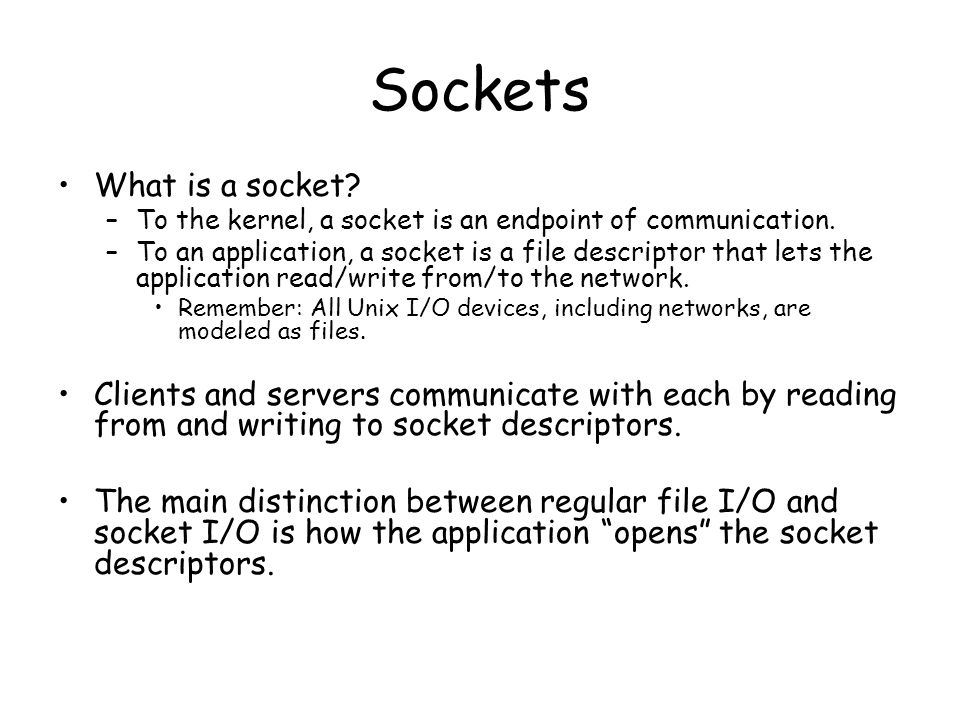 Sockets
• What is a socket?
– To the kernel, a socket is an endpoint of communication.
– To an application, a socket is a file descriptor that lets the
application read/write from/to the network.
• Remember: All Unix I/O devices, including networks, are
modeled as files.
• Clients and servers communicate with each by reading
from and writing to socket descriptors.
• The main distinction between regular file I/O and
socket I/O is how the application “opens” the socket
descriptors.